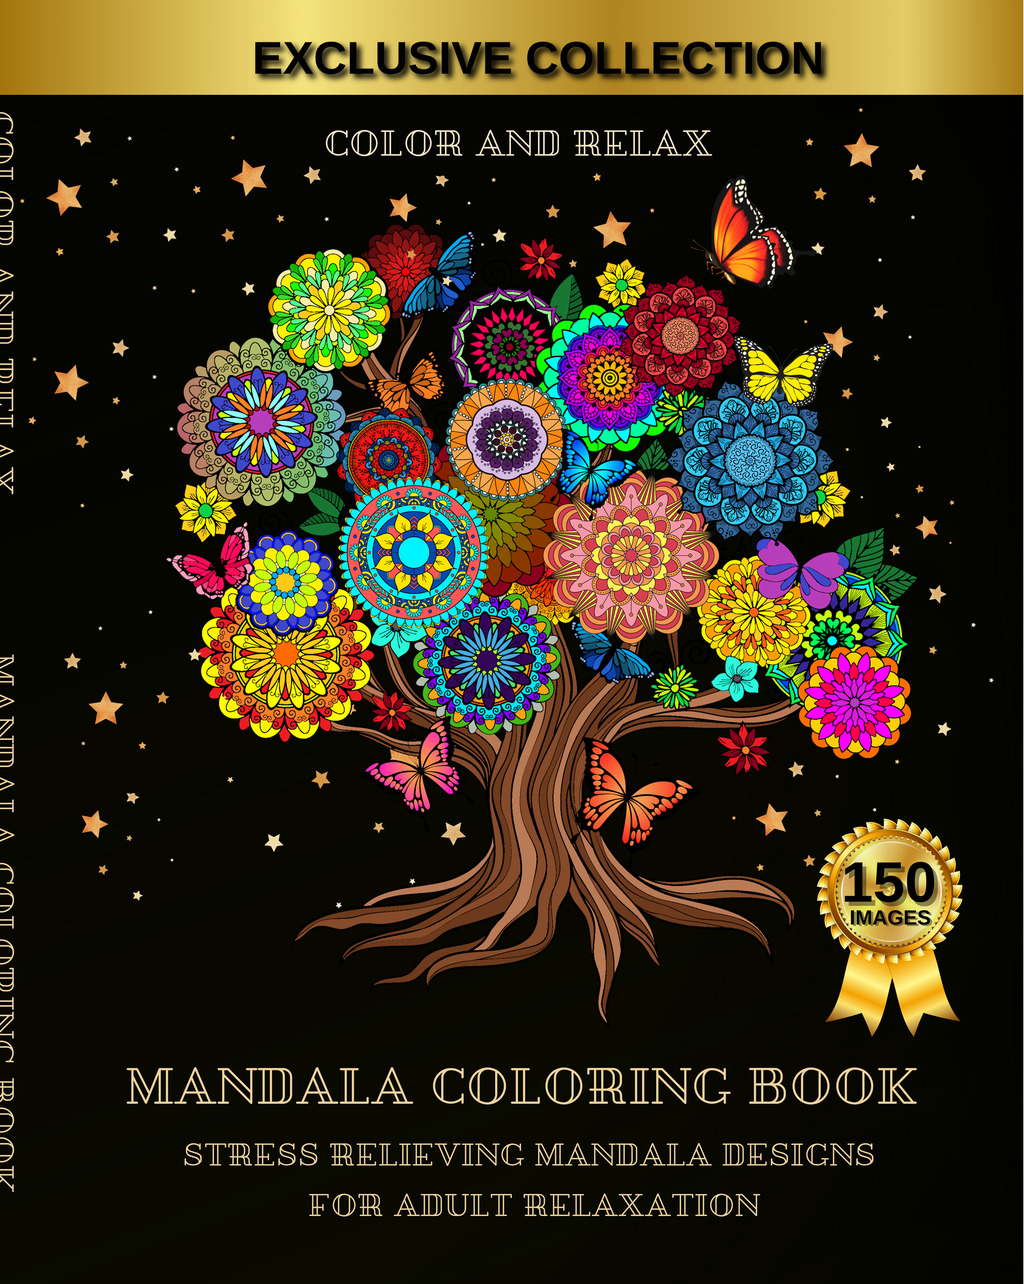 EXCLUSIVE COLLECTION
COLOR AND RELAX
COLOR AND RELAX
MANDALA COLORING BOOK
150
IMAGES
MANDALA COLORING BOOK
STRESS RELIEVING MANDALA DESIGNS
FOR ADULT RELAXATION